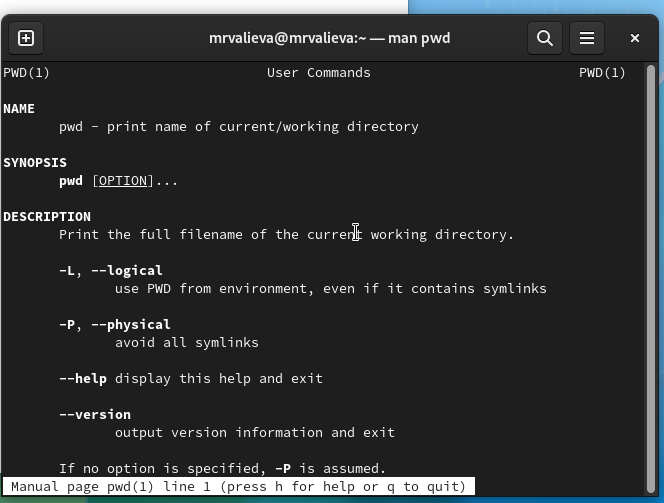 mrvalieva@mrvalieva:~ — man pwd
PWD(1) User Commands PWD(1)
NAME
pwd - print name of current/working directory
SYNOPSIS
pwd [OPTION]...
DESCRIPTION
Print the full filename of the current working directory.
-L, --logical
use PWD from environment, even if it contains symlinks
-P, --physical
avoid all symlinks
--help display this help and exit
--version
output version information and exit
If no option is specified, -P is assumed.
Manual page pwd(1) line 1 (press h for help or q to quit)